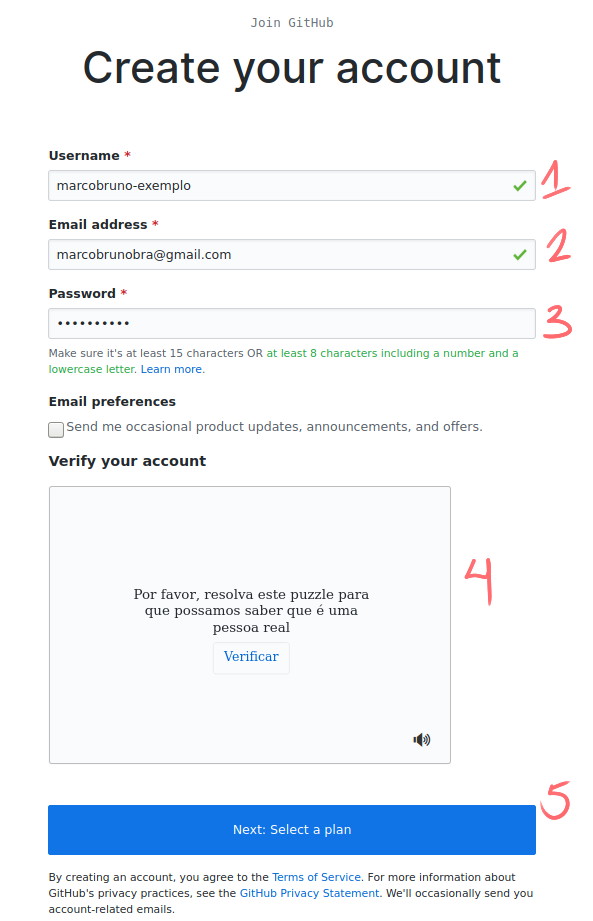 Join GitHub
Create your account
Username *
marcobruno-exemplo
1
Email address *
marcobrunobra@gmail.com
2
Password *
••••••••••
3
Make sure it's at least 15 characters OR at least 8 characters including a number and a
lowercase letter. Learn more.
Email preferences
Send me occasional product updates, announcements, and offers.
Verify your account
Por favor, resolva este puzzle para
que possamos saber que é uma
pessoa real
Verificar
4
5
Next: Select a plan
By creating an account, you agree to the Terms of Service. For more information about
GitHub's privacy practices, see the GitHub Privacy Statement. We'll occasionally send you
account-related emails.